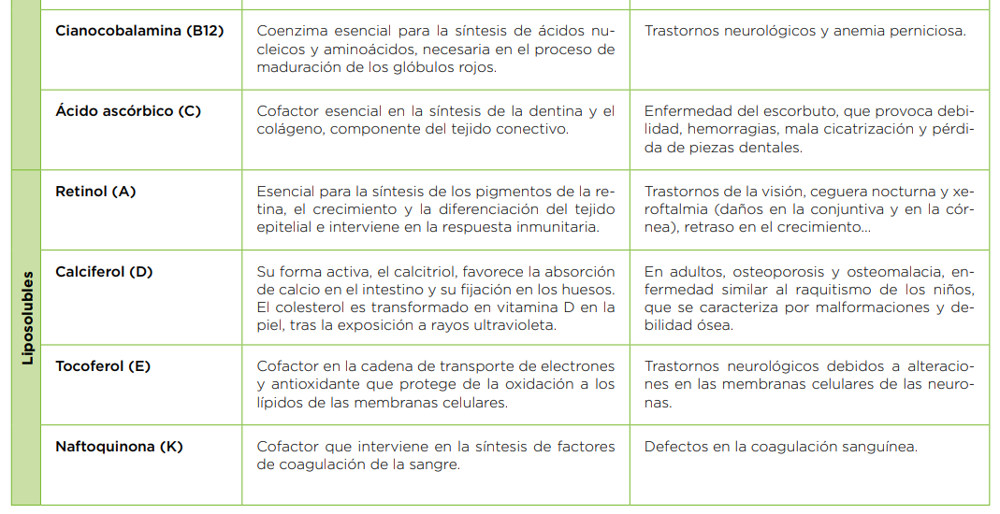 Cianocobalamina (B12)
Coenzima esencial para la síntesis de ácidos nu-
cleicos y aminoácidos, necesaria en el proceso de
maduración de los glóbulos rojos.
Trastornos neurológicos y anemia perniciosa.
Ácido ascórbico (C)
Cofactor esencial en la síntesis de la dentina y el
colágeno, componente del tejido conectivo.
Enfermedad del escorbuto, que provoca debi-
lidad, hemorragias, mala cicatrización y pérdi-
da de piezas dentales.
Liposolubles
Retinol (A)
Esencial para la síntesis de los pigmentos de la re-
tina, el crecimiento y la diferenciación del tejido
epitelial e interviene en la respuesta inmunitaria.
Trastornos de la visión, ceguera nocturna y xe-
roftalmia (daños en la conjuntiva y en la cór-
nea), retraso en el crecimiento...
Calciferol (D)
Su forma activa, el calcitriol, favorece la absorción
de calcio en el intestino y su fijación en los huesos.
El colesterol es transformado en vitamina D en la
piel, tras la exposición a rayos ultravioleta.
En adultos, osteoporosis y osteomalacia, en-
fermedad similar al raquitismo de los niños,
que se caracteriza por malformaciones y de-
bilidad ósea.
Tocoferol (E)
Cofactor en la cadena de transporte de electrones
y antioxidante que protege de la oxidación a los
lípidos de las membranas celulares.
Trastornos neurológicos debidos a alteracio-
nes en las membranas celulares de las neuro-
nas.
Naftoquinona (K)
Cofactor que interviene en la síntesis de factores
de coagulación de la sangre.
Defectos en la coagulación sanguínea.